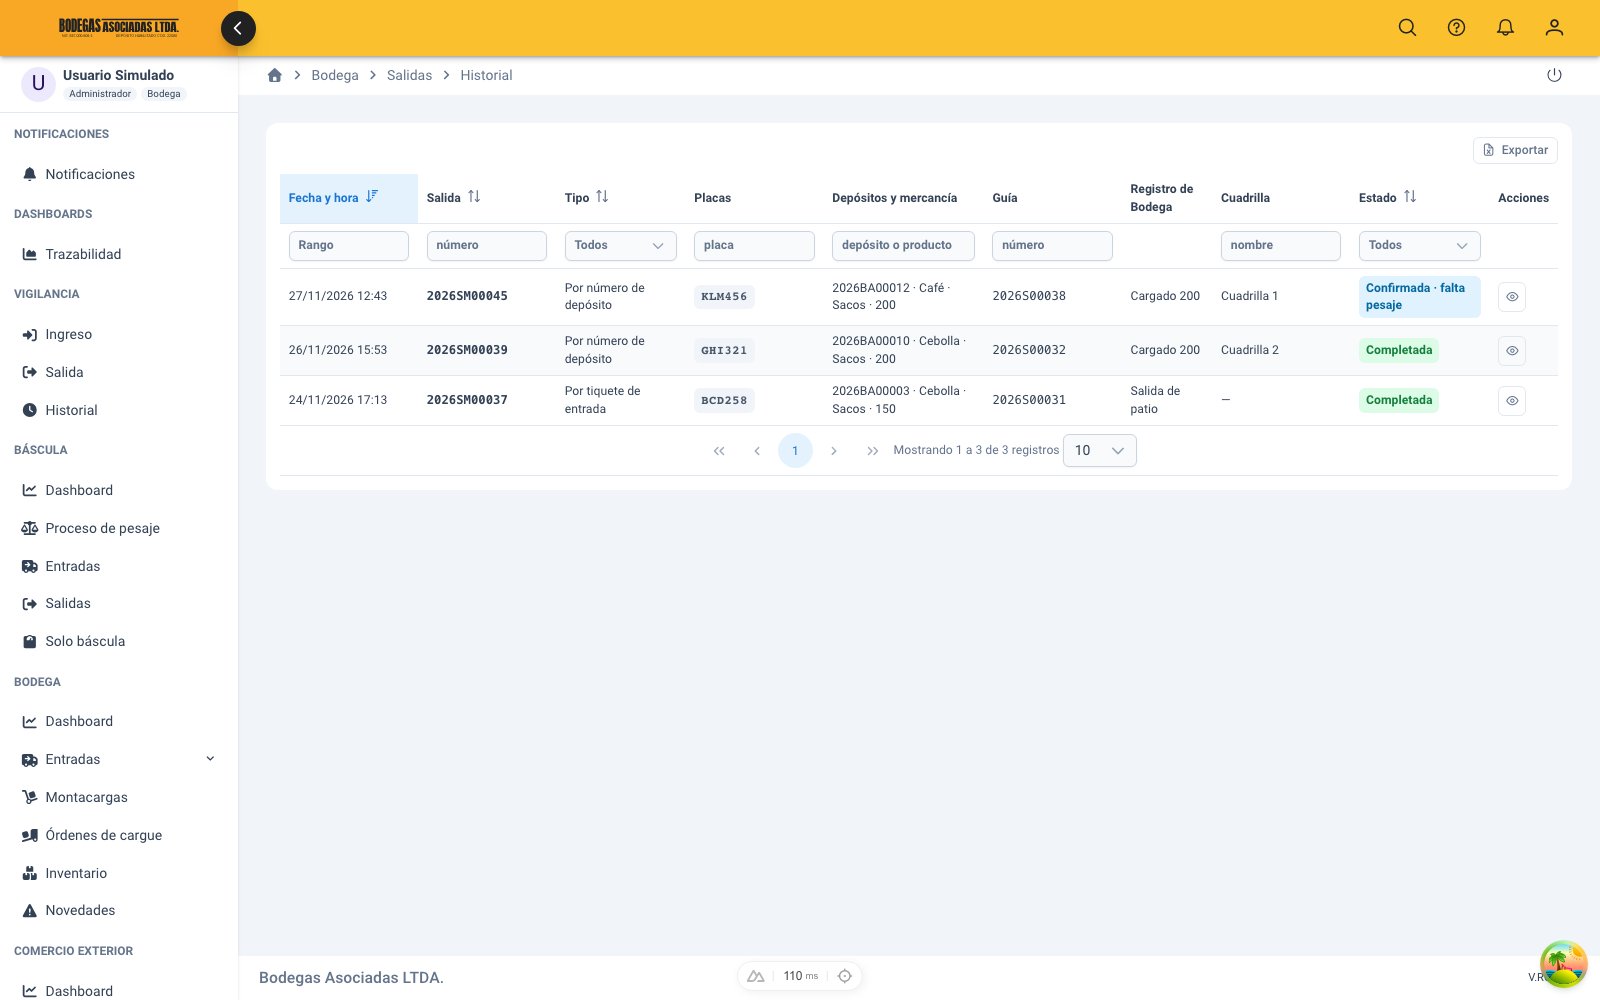 BODEGAS ASOCIADAS LTDA.
U
Usuario Simulado
Administrador Bodega
Bodega Salidas Historial
NOTIFICACIONES
Notificaciones
DASHBOARDS
Trazabilidad
VIGILANCIA
Ingreso
Salida
Historial
BÁSCULA
Dashboard
Proceso de pesaje
Entradas
Salidas
Solo báscula
BODEGA
Dashboard
Entradas
Montacargas
Órdenes de cargue
Inventario
Novedades
COMERCIO EXTERIOR
Dashboard
Exportar
Fecha y hora Salida Tipo Placas Depósitos y mercancía Guía Registro de Bodega Cuadrilla Estado Acciones
Rango número Todos placa depósito o producto número nombre Todos
27/11/2026 12:43 2026SM00045 Por número de depósito KLM456 2026BA00012 · Café · Sacos · 200 2026S00038 Cargado 200 Cuadrilla 1 Confirmada · falta pesaje
26/11/2026 15:53 2026SM00039 Por número de depósito GHI321 2026BA00010 · Cebolla · Sacos · 200 2026S00032 Cargado 200 Cuadrilla 2 Completada
24/11/2026 17:13 2026SM00037 Por tiquete de entrada BCD258 2026BA00003 · Cebolla · Sacos · 150 2026S00031 Salida de patio — Completada
1 Mostrando 1 a 3 de 3 registros 10
Bodegas Asociadas LTDA.
110 ms